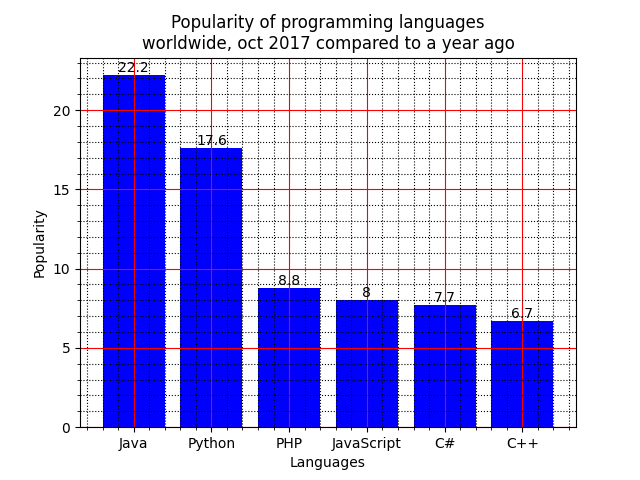 Popularity of programming languages
worldwide, oct 2017 compared to a year ago
22.2
17.6
8.8
8
7.7
6.7
20
15
10
5
0
Popularity
Java Python PHP JavaScript C# C++
Languages